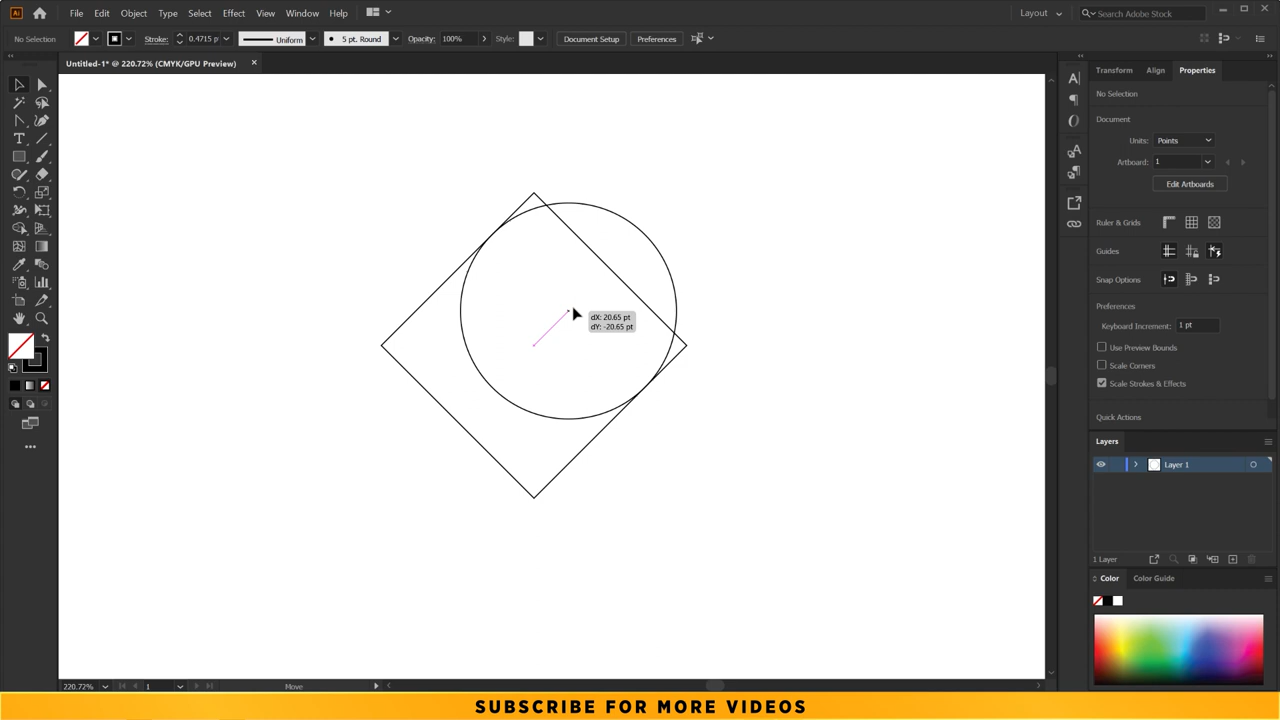 Ai File Edit Object Type Select Effect View Window Help Layout Search Adobe Stock
No Selection Stroke: 0.4715 p Uniform 5 pt. Round Opacity: 100% Style: Document Setup Preferences
Untitled-1* @ 220.72% (CMYK/GPU Preview)
Transform Align Properties
No Selection
Document
Units: Points
Artboard: 1
Edit Artboards
Ruler & Grids
Guides
Snap Options
Preferences
Keyboard Increment: 1 pt
Use Preview Bounds
Scale Corners
Scale Strokes & Effects
Quick Actions
Layers
Layer 1
1 Layer
Color Color Guide
dX: 20.65 pt
dY: -20.65 pt
220.72% 1 Move
SUBSCRIBE FOR MORE VIDEOS